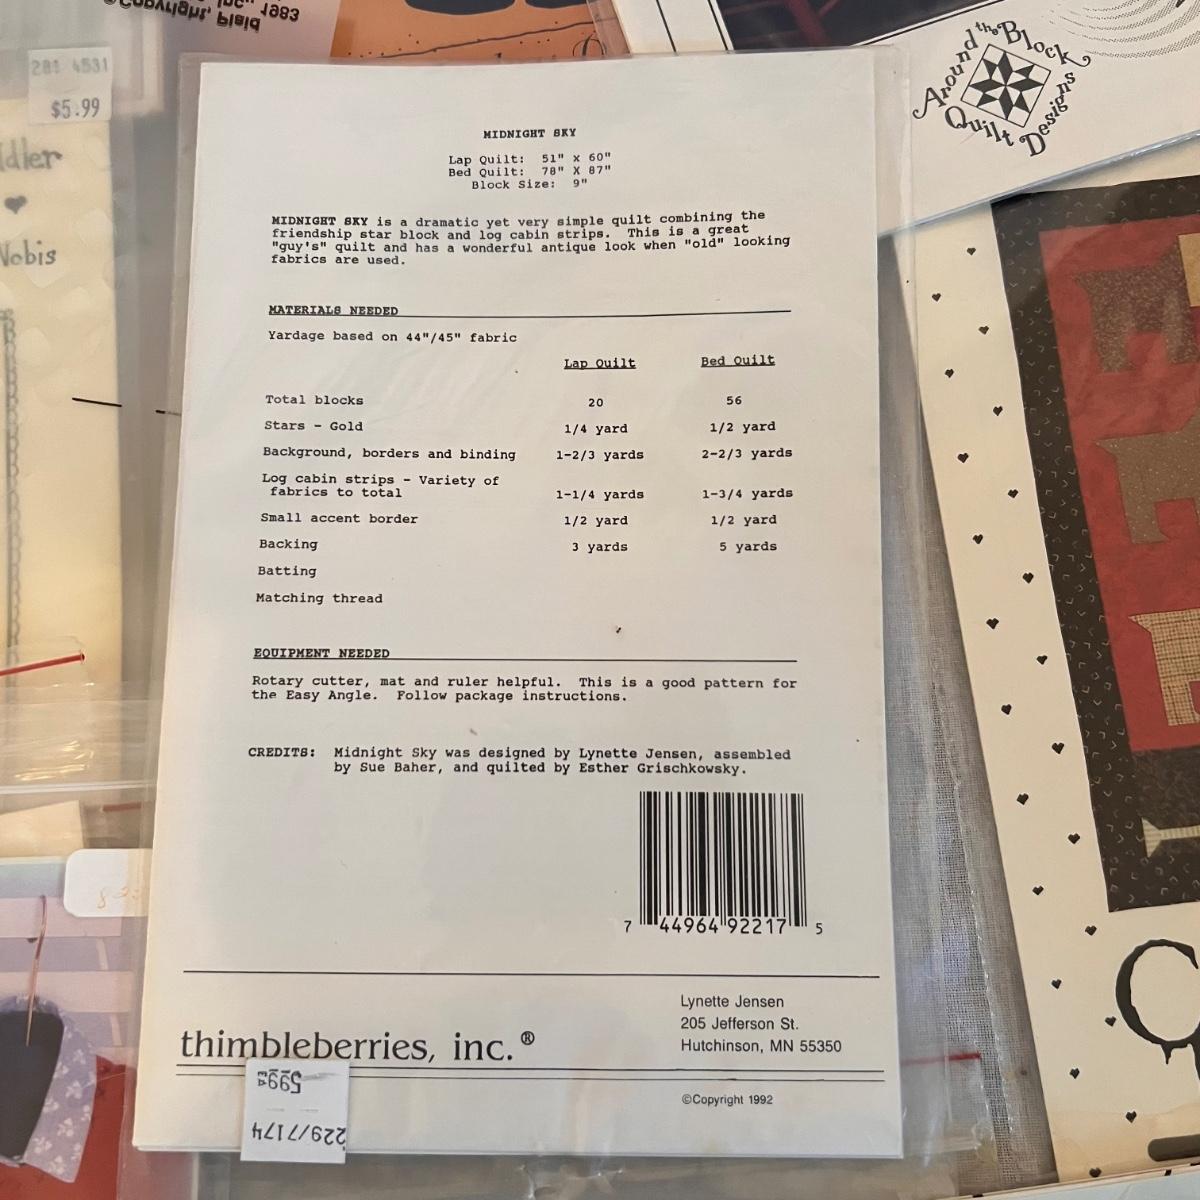 ©Copyright, Plaid
Inc., 1983
281 4531
$5.99
dler
Nobis
Around the Block
Quilt Designs
MIDNIGHT SKY
Lap Quilt: 51" x 60"
Bed Quilt: 78" X 87"
Block Size: 9"
MIDNIGHT SKY is a dramatic yet very simple quilt combining the
friendship star block and log cabin strips. This is a great
"guy's" quilt and has a wonderful antique look when "old" looking
fabrics are used.
MATERIALS NEEDED
Yardage based on 44"/45" fabric
Lap Quilt Bed Quilt
Total blocks 20 56
Stars - Gold 1/4 yard 1/2 yard
Background, borders and binding 1-2/3 yards 2-2/3 yards
Log cabin strips - Variety of
fabrics to total 1-1/4 yards 1-3/4 yards
Small accent border 1/2 yard 1/2 yard
Backing 3 yards 5 yards
Batting
Matching thread
EQUIPMENT NEEDED
Rotary cutter, mat and ruler helpful. This is a good pattern for
the Easy Angle. Follow package instructions.
CREDITS: Midnight Sky was designed by Lynette Jensen, assembled
by Sue Baher, and quilted by Esther Grischkowsky.
7 44964 92217 5
thimbleberries, inc.®
Lynette Jensen
205 Jefferson St.
Hutchinson, MN 55350
©Copyright 1992
229/7174
599